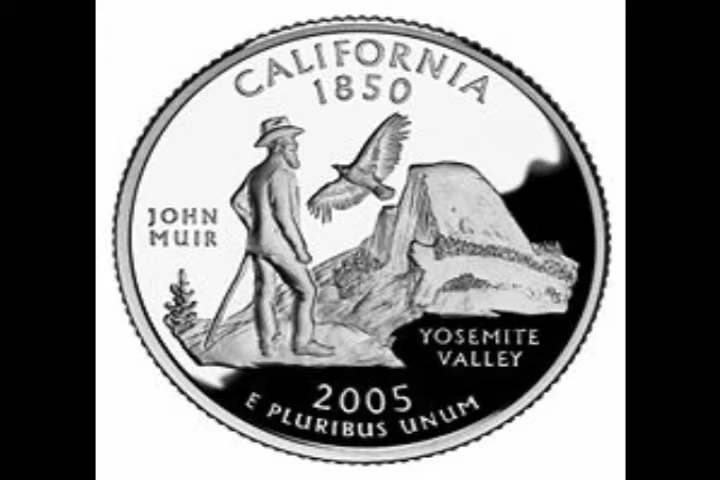 CALIFORNIA
1850
JOHN
MUIR
YOSEMITE
VALLEY
2005
E PLURIBUS UNUM